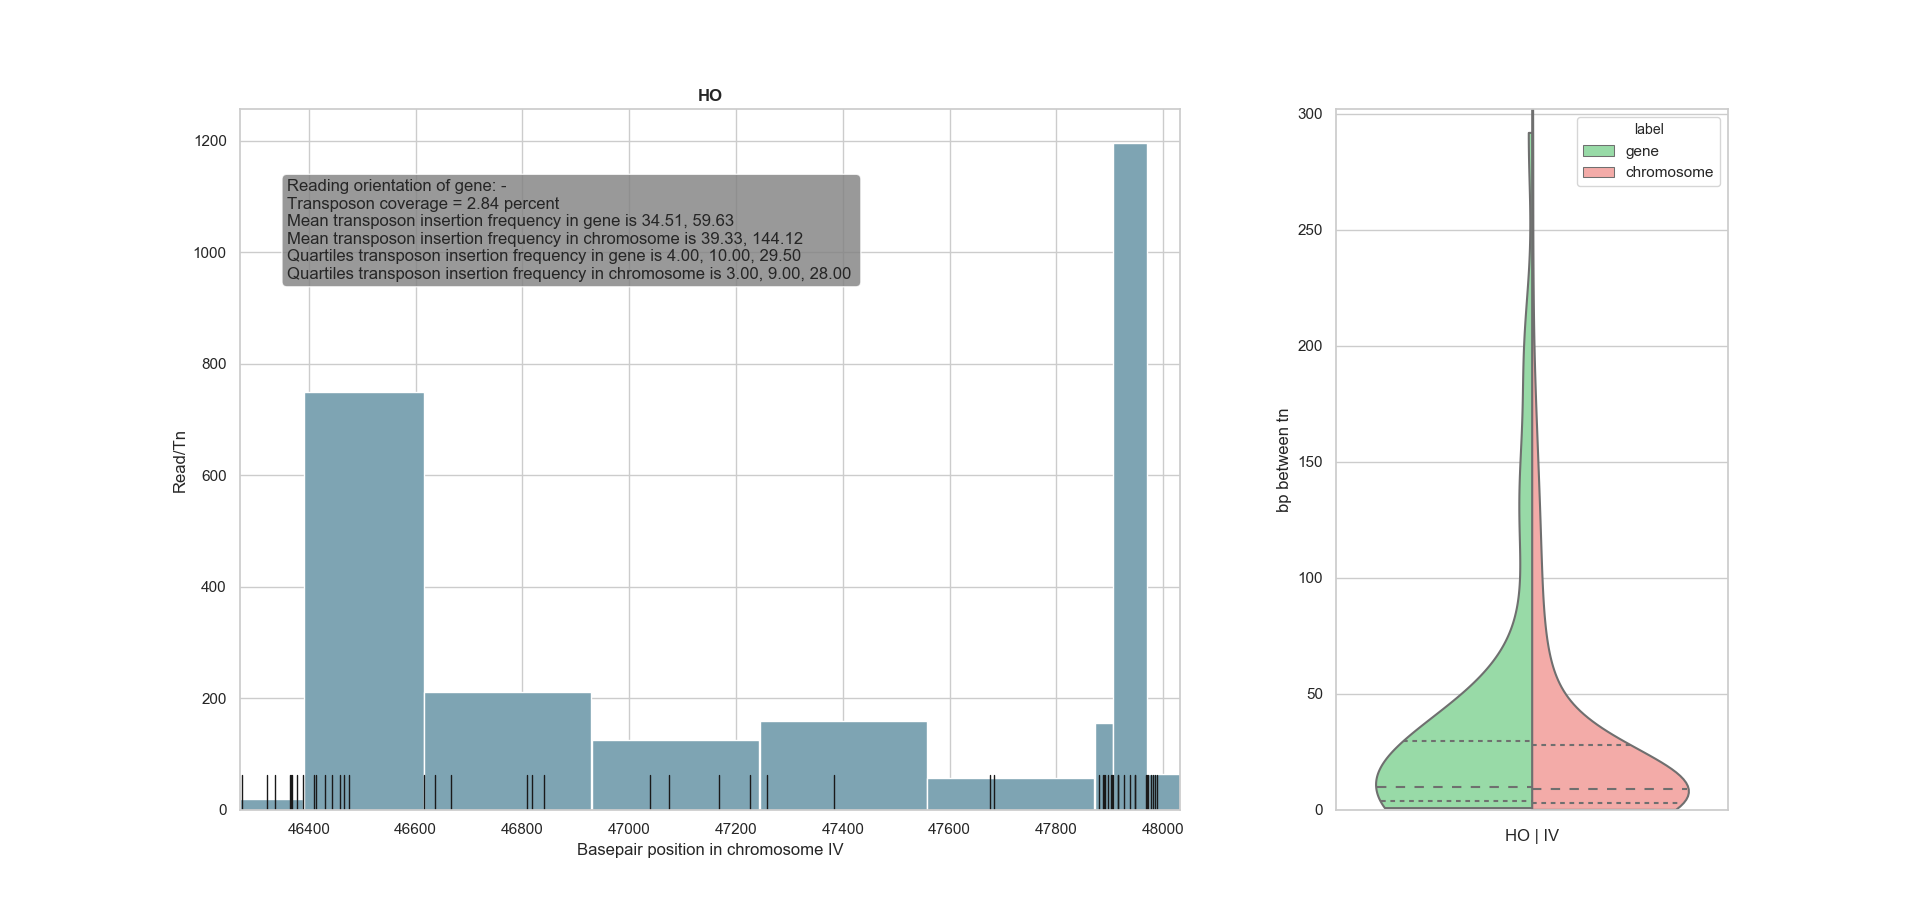 HO
1200
1000
800
600
400
200
0
Read/Tn
Reading orientation of gene: -
Transposon coverage = 2.84 percent
Mean transposon insertion frequency in gene is 34.51, 59.63
Mean transposon insertion frequency in chromosome is 39.33, 144.12
Quartiles transposon insertion frequency in gene is 4.00, 10.00, 29.50
Quartiles transposon insertion frequency in chromosome is 3.00, 9.00, 28.00
46400 46600 46800 47000 47200 47400 47600 47800 48000
Basepair position in chromosome IV
300
250
200
150
100
50
0
bp between tn
label
gene
chromosome
HO | IV